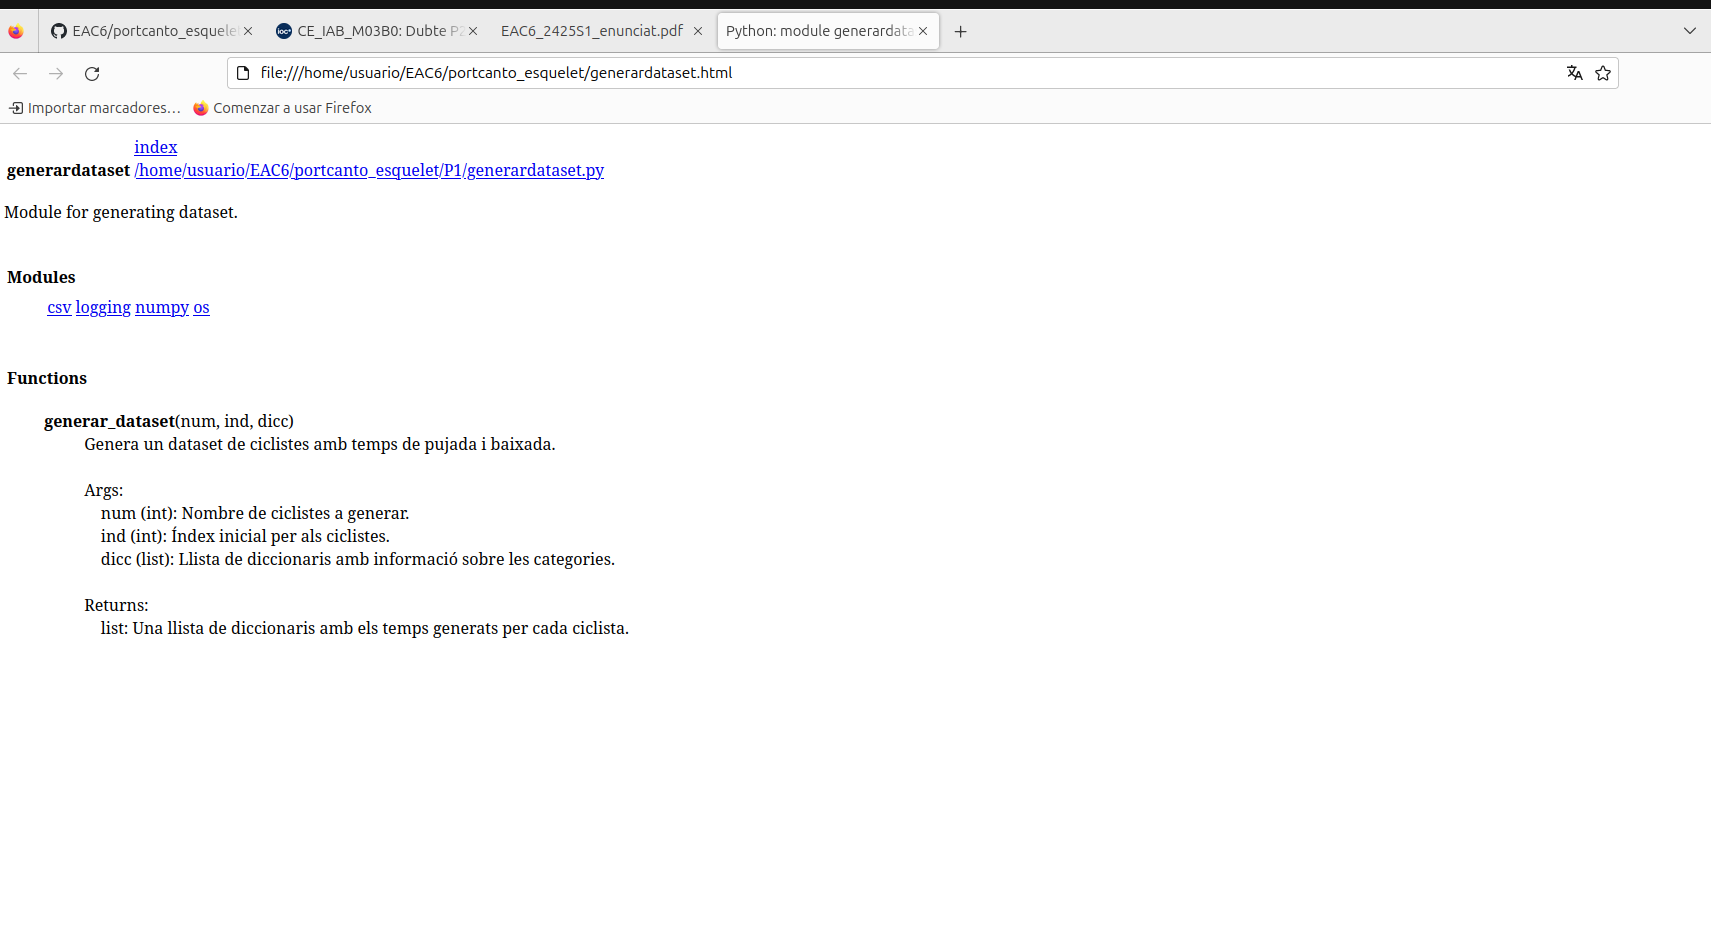 EAC6/portcanto_esquele
CE_IAB_M03B0: Dubte P2
EAC6_2425S1_enunciat.pdf
Python: module generardata
file:///home/usuario/EAC6/portcanto_esquelet/generardataset.html
Importar marcadores…
Comenzar a usar Firefox
index
generardataset /home/usuario/EAC6/portcanto_esquelet/P1/generardataset.py
Module for generating dataset.
Modules
csv logging numpy os
Functions
generar_dataset(num, ind, dicc)
Genera un dataset de ciclistes amb temps de pujada i baixada.
Args:
num (int): Nombre de ciclistes a generar.
ind (int): Índex inicial per als ciclistes.
dicc (list): Llista de diccionaris amb informació sobre les categories.
Returns:
list: Una llista de diccionaris amb els temps generats per cada ciclista.